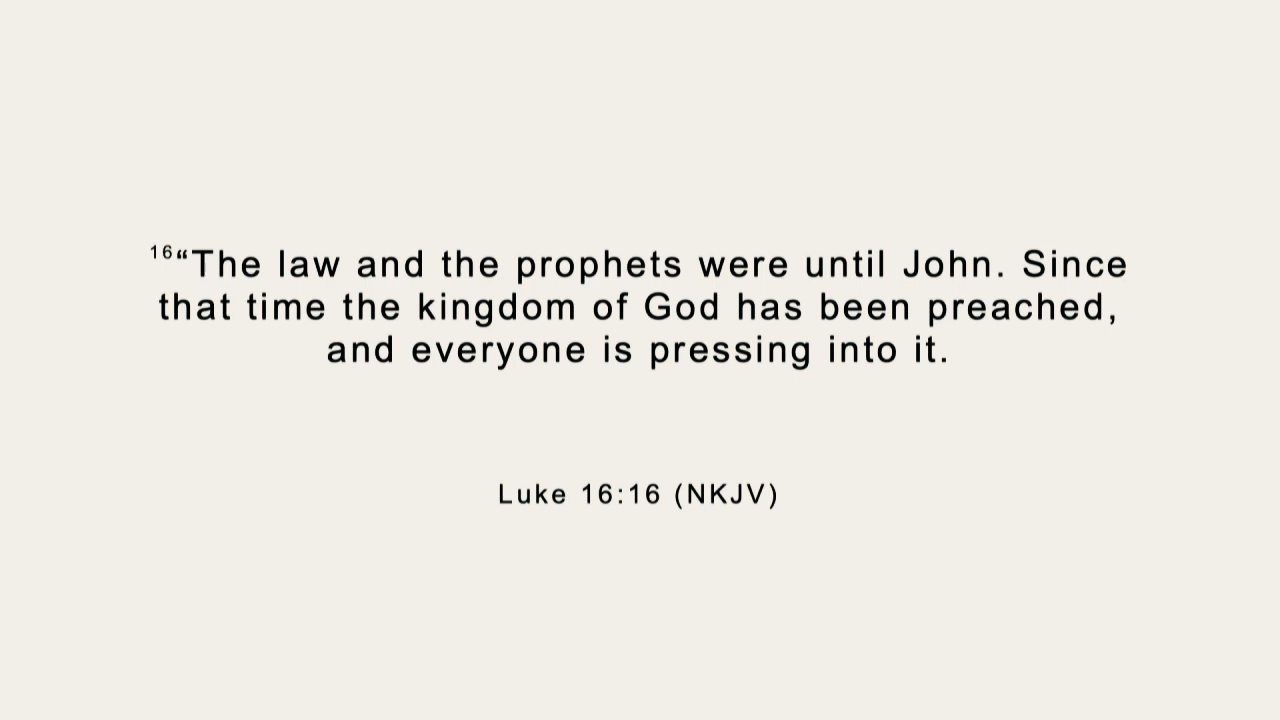 16“The law and the prophets were until John. Since
that time the kingdom of God has been preached,
and everyone is pressing into it.
Luke 16:16 (NKJV)